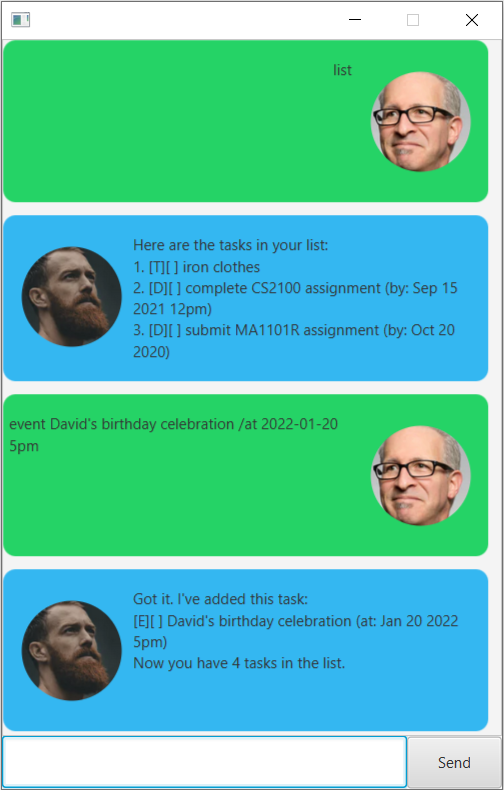 list
Here are the tasks in your list:
1. [T][ ] iron clothes
2. [D][ ] complete CS2100 assignment (by: Sep 15
2021 12pm)
3. [D][ ] submit MA1101R assignment (by: Oct 20
2020)
event David's birthday celebration /at 2022-01-20
5pm
Got it. I've added this task:
[E][ ] David's birthday celebration (at: Jan 20 2022
5pm)
Now you have 4 tasks in the list.
Send